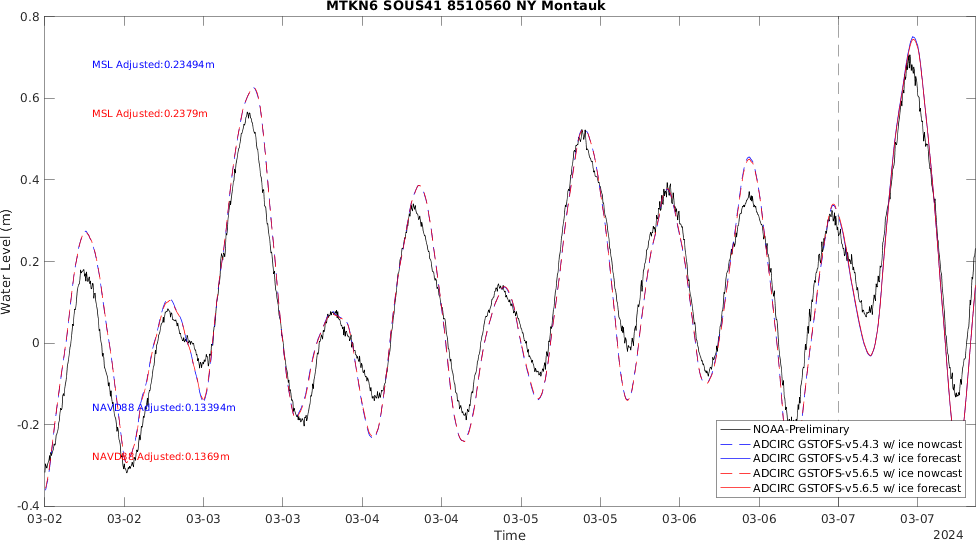 MTKN6 SOUS41 8510560 NY Montauk
0.8
MSL Adjusted:0.23494m
0.6
MSL Adjusted:0.2379m
0.4
Water Level (m)
0.2
0
NAVD88 Adjusted:0.13394m
-0.2
NAVD88 Adjusted:0.1369m
-0.4
NOAA-Preliminary
ADCIRC GSTOFS-v5.4.3 w/ ice nowcast
ADCIRC GSTOFS-v5.4.3 w/ ice forecast
ADCIRC GSTOFS-v5.6.5 w/ ice nowcast
ADCIRC GSTOFS-v5.6.5 w/ ice forecast
03-02 03-02 03-03 03-03 03-04 03-04 03-05 03-05 03-06 03-06 03-07 03-07
Time
2024